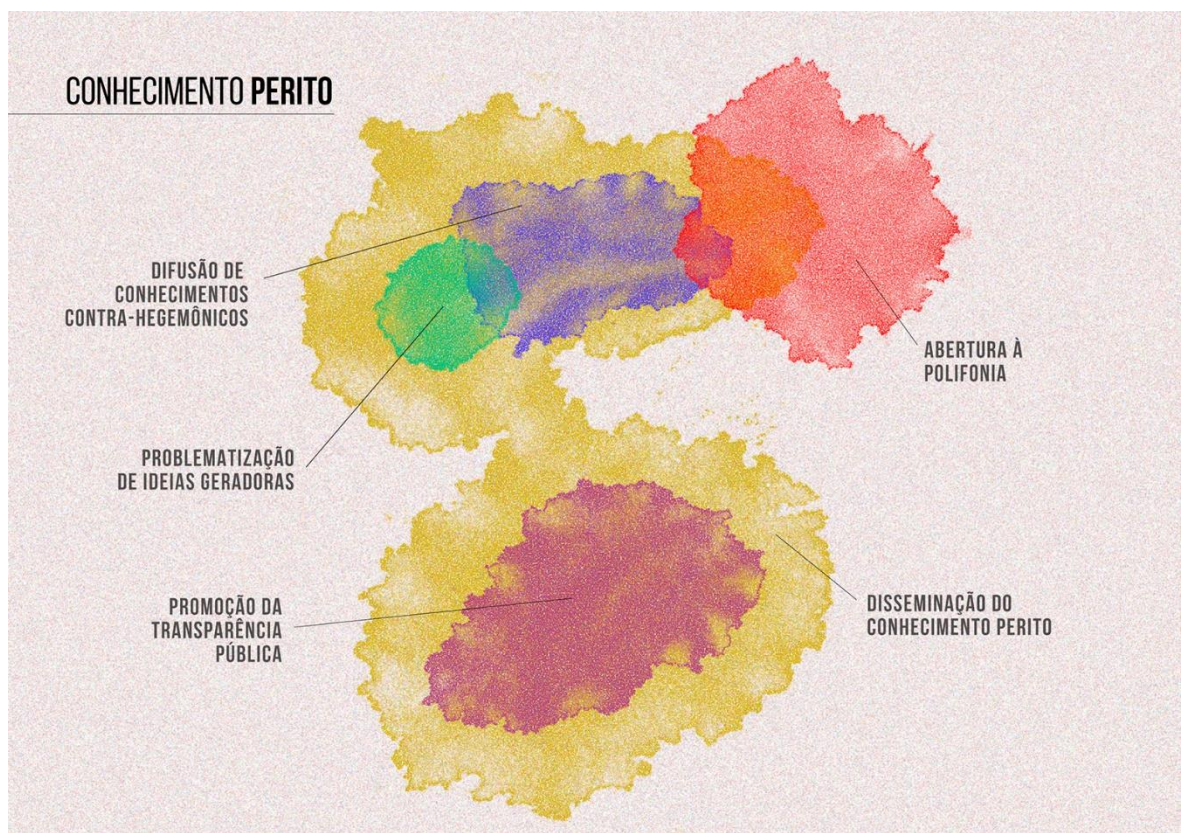 CONHECIMENTO PERITO
DIFUSÃO DE
CONHECIMENTOS
CONTRA-HEGEMÔNICOS
ABERTURA À
POLIFONIA
PROBLEMATIZAÇÃO
DE IDEIAS GERADORAS
PROMOÇÃO DA
TRANSPARÊNCIA
PÚBLICA
DISSEMINAÇÃO DO
CONHECIMENTO PERITO